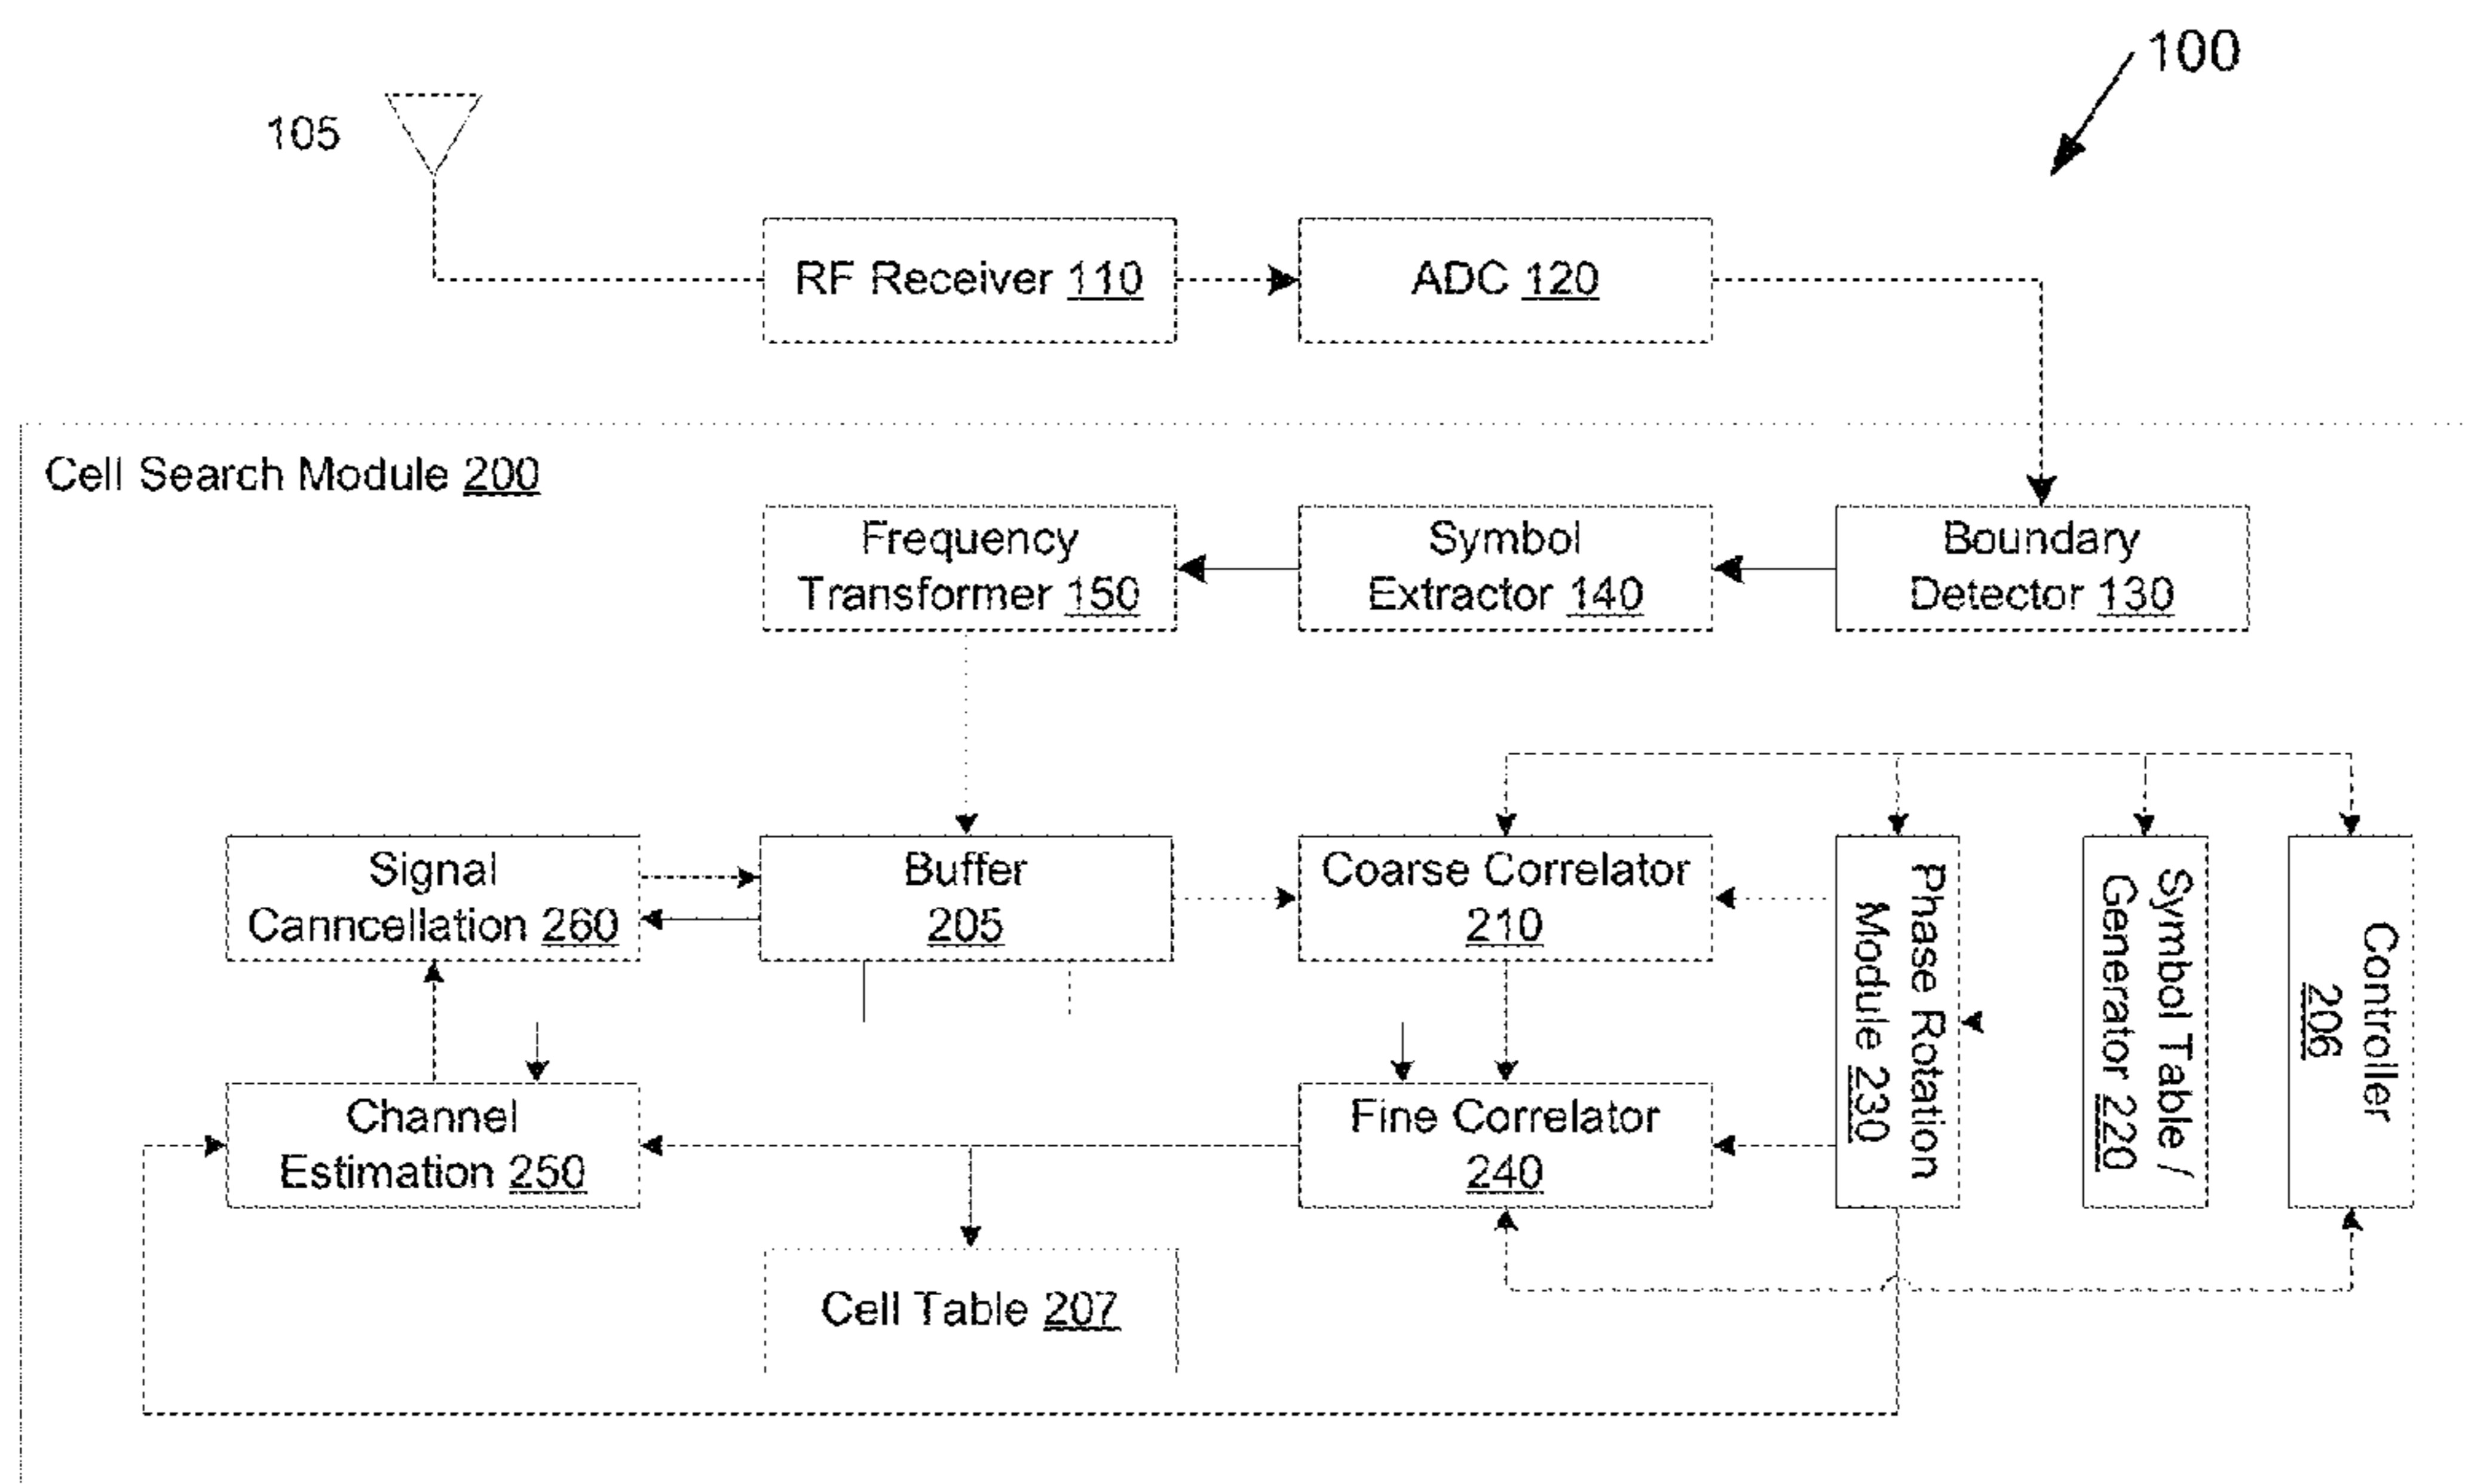 100
105
RF Receiver 110
ADC 120
Cell Search Module 200
Frequency
Transformer 150
Symbol
Extractor 140
Boundary
Detector 130
Signal
Canncellation 260
Buffer
205
Coarse Correlator
210
Phase Rotation
Module 230
Symbol Table /
Generator 220
Controller
206
Channel
Estimation 250
Fine Correlator
240
Cell Table 207